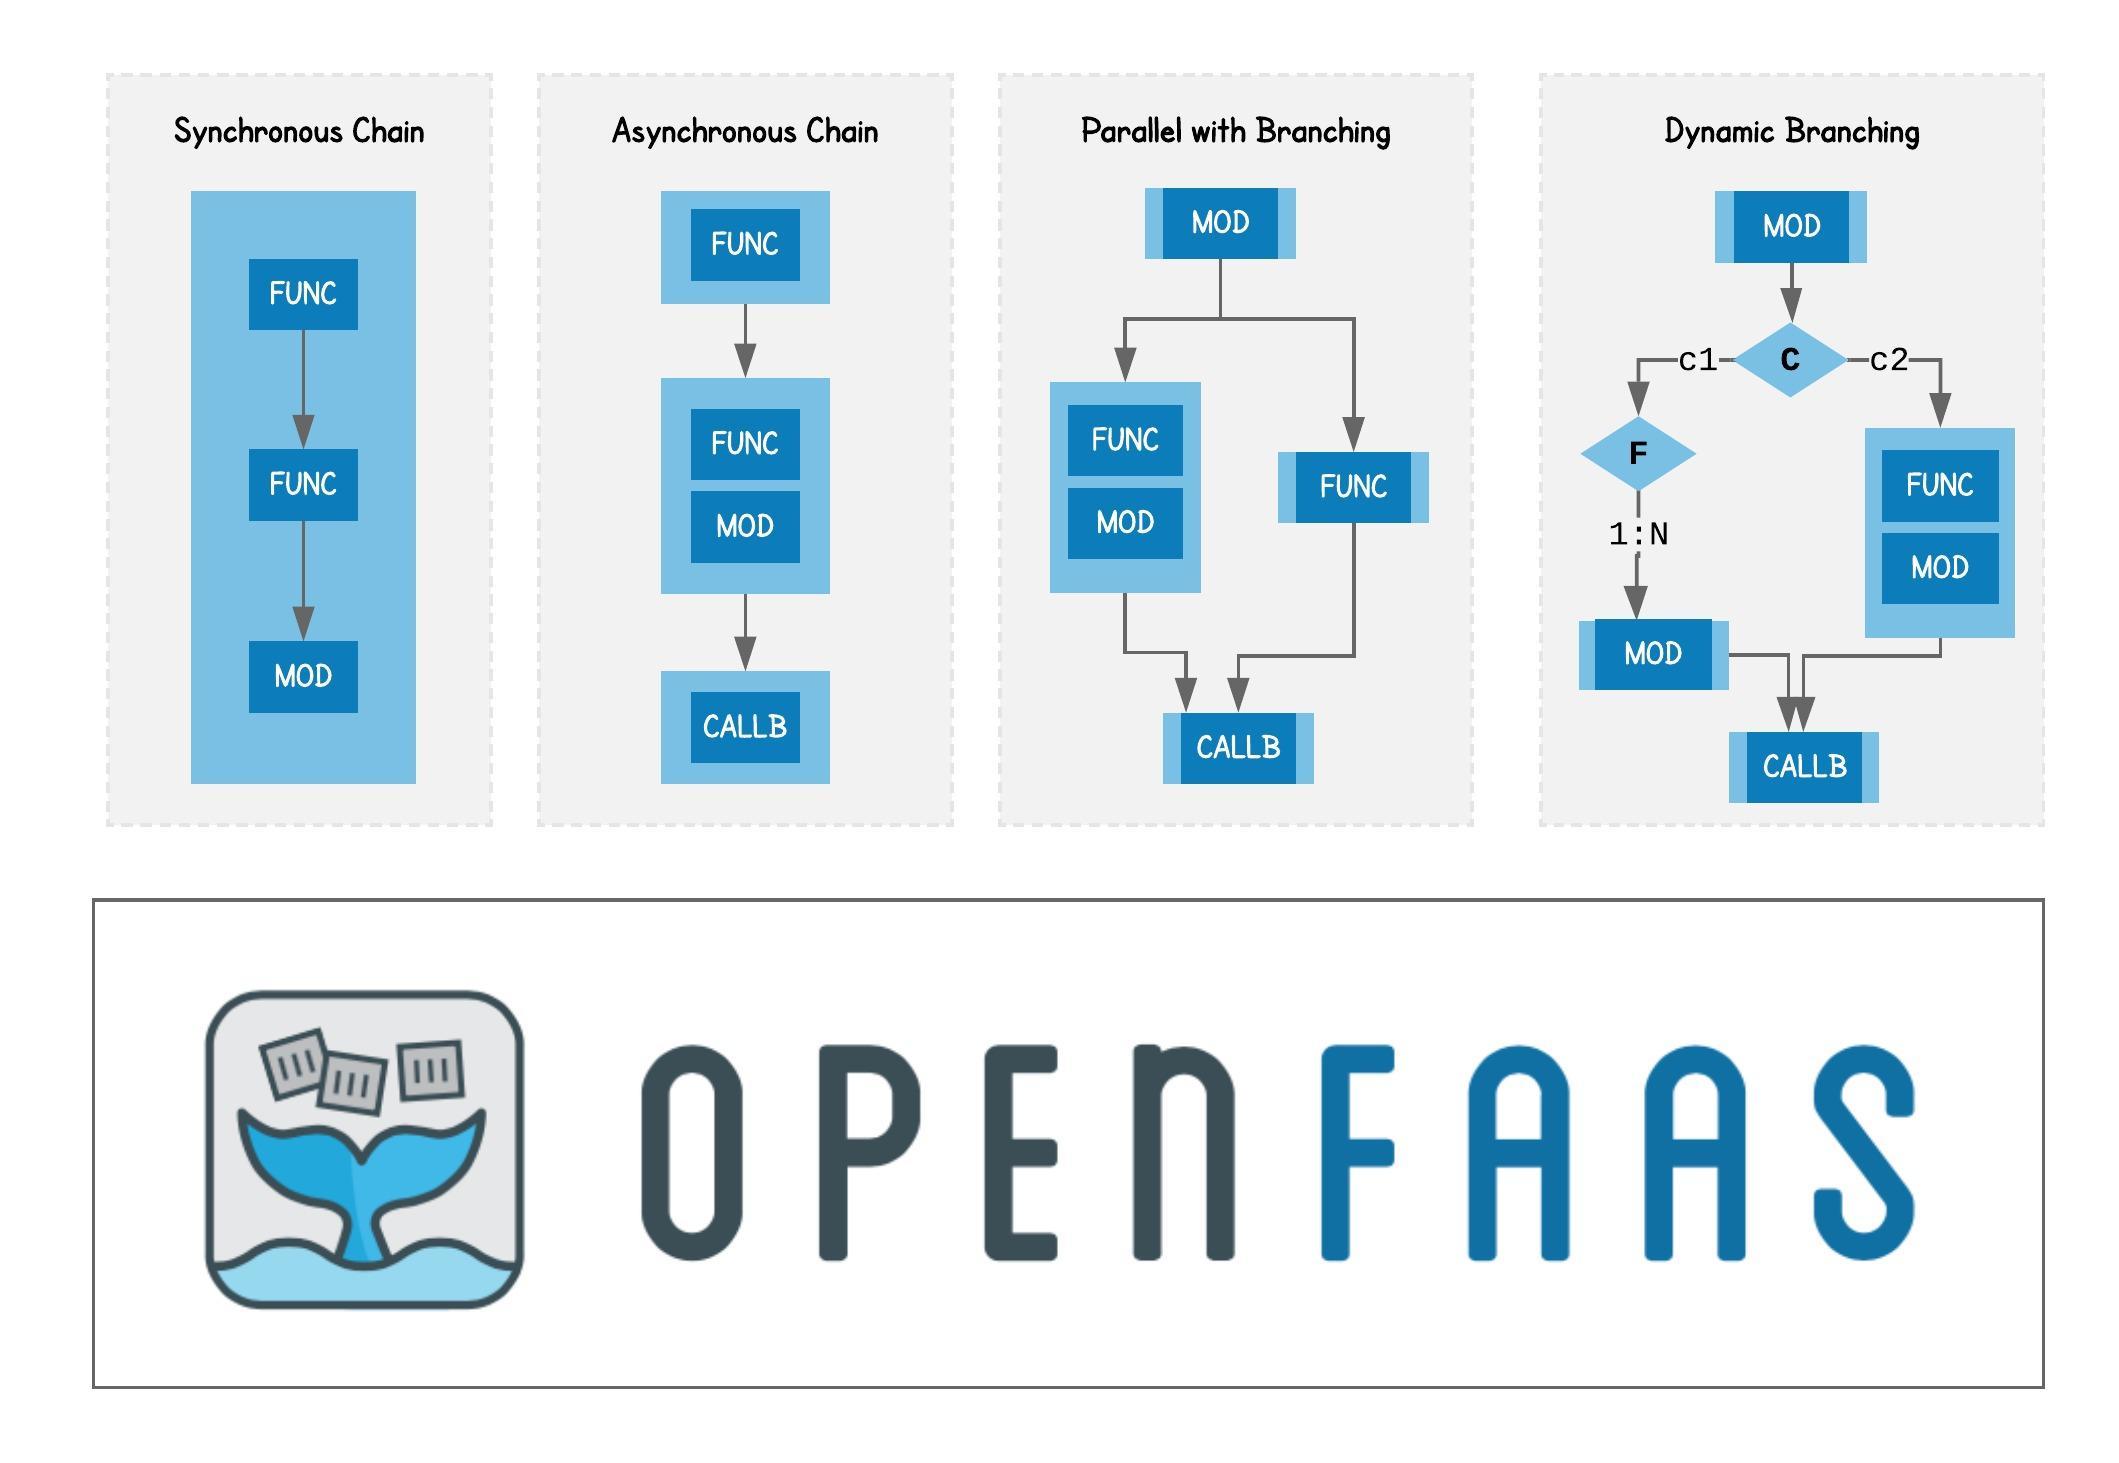 Synchronous Chain
FUNC
FUNC
MOD
Asynchronous Chain
FUNC
FUNC
MOD
CALLB
Parallel with Branching
MOD
FUNC
MOD
FUNC
CALLB
Dynamic Branching
MOD
c1
C
c2
F
1:N
MOD
FUNC
MOD
CALLB
OPEnFAAS